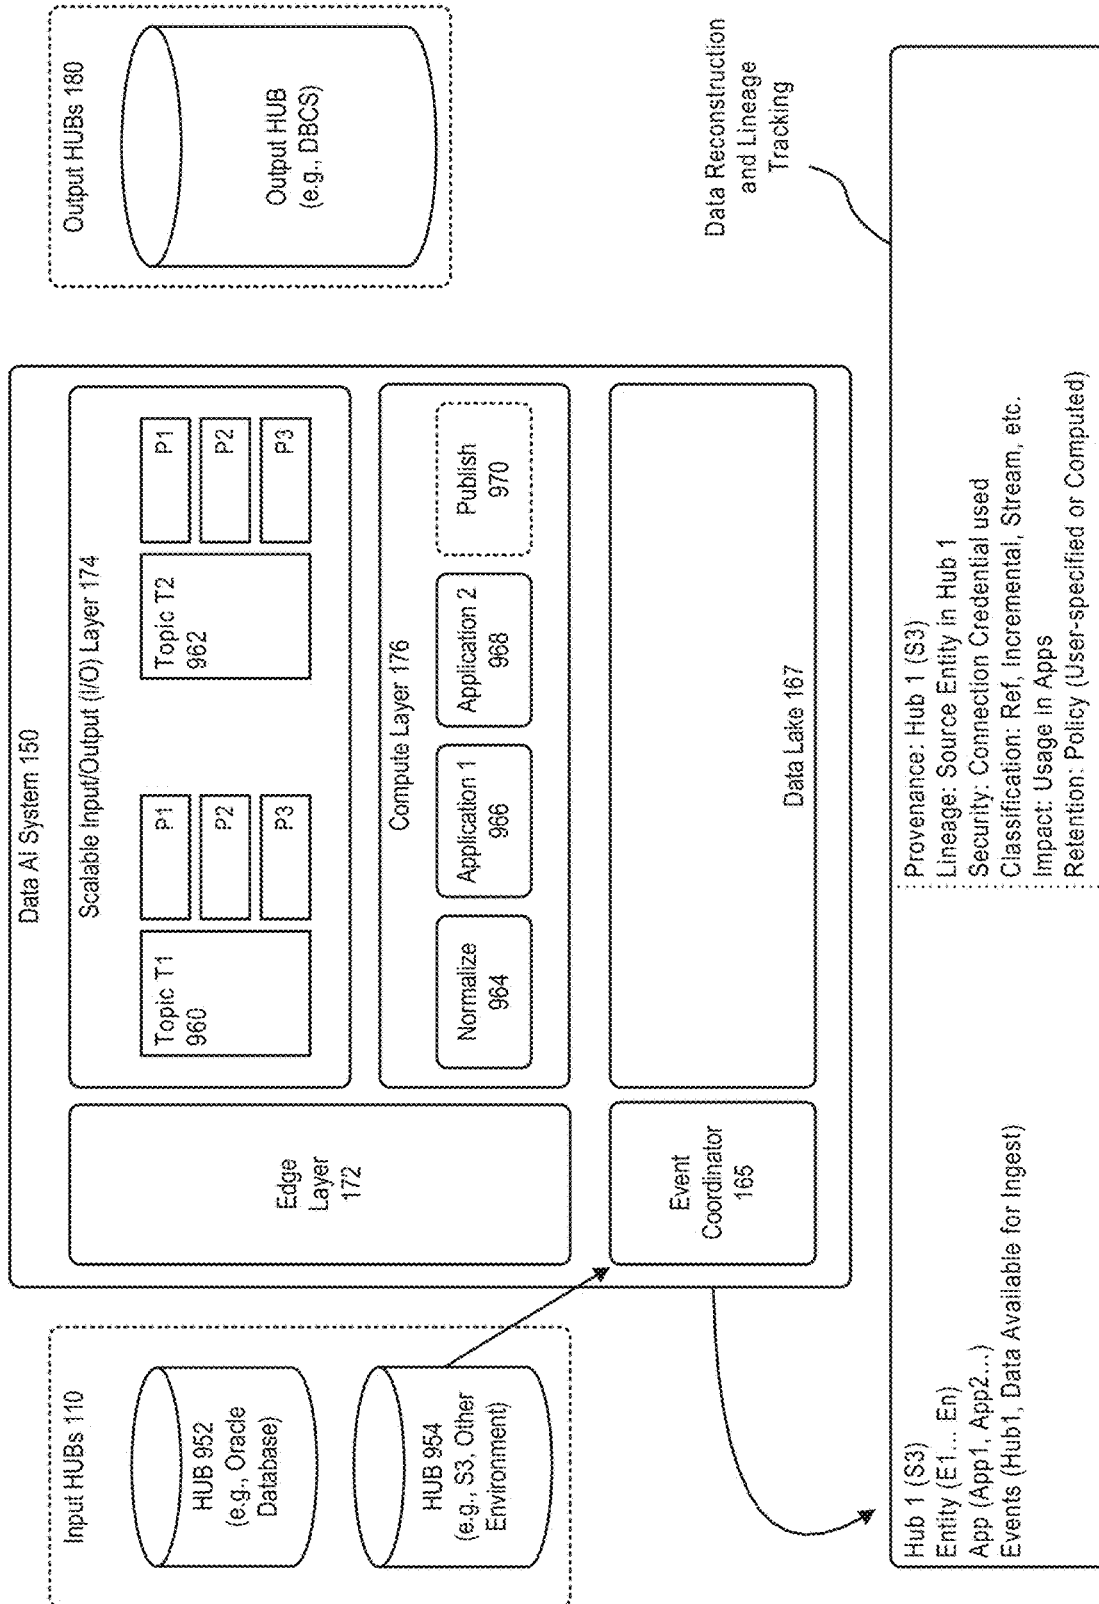 Input HUBs 110
HUB 952
(e.g., Oracle
Database)
HUB 954
(e.g., S3, Other
Environment)
Data AI System 150
Edge
Layer
172
Scalable Input/Output (I/O) Layer 174
Topic T1
960
P1
P2
P3
Topic T2
962
P1
P2
P3
Compute Layer 176
Normalize
964
Application 1
966
Application 2
968
Publish
970
Event
Coordinator
165
Data Lake 167
Output HUBs 180
Output HUB
(e.g., DBCS)
Data Reconstruction
and Lineage
Tracking
Hub 1 (S3)
Entity (E1... En)
App (App1, App2...)
Events (Hub1, Data Available for Ingest)
Provenance: Hub 1 (S3)
Lineage: Source Entity in Hub 1
Security: Connection Credential used
Classification: Ref, Incremental, Stream, etc.
Impact: Usage in Apps
Retention: Policy (User-specified or Computed)